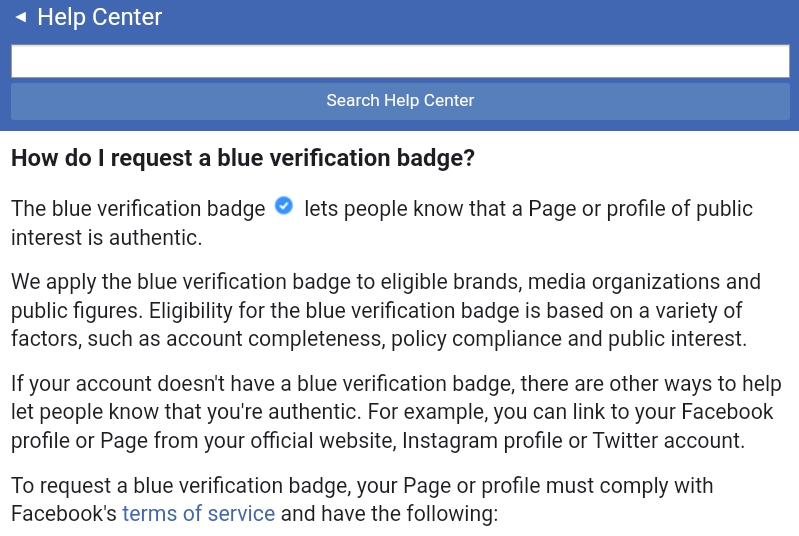 Help Center
Search Help Center
How do I request a blue verification badge?
The blue verification badge lets people know that a Page or profile of public
interest is authentic.
We apply the blue verification badge to eligible brands, media organizations and
public figures. Eligibility for the blue verification badge is based on a variety of
factors, such as account completeness, policy compliance and public interest.
If your account doesn't have a blue verification badge, there are other ways to help
let people know that you're authentic. For example, you can link to your Facebook
profile or Page from your official website, Instagram profile or Twitter account.
To request a blue verification badge, your Page or profile must comply with
Facebook's terms of service and have the following: